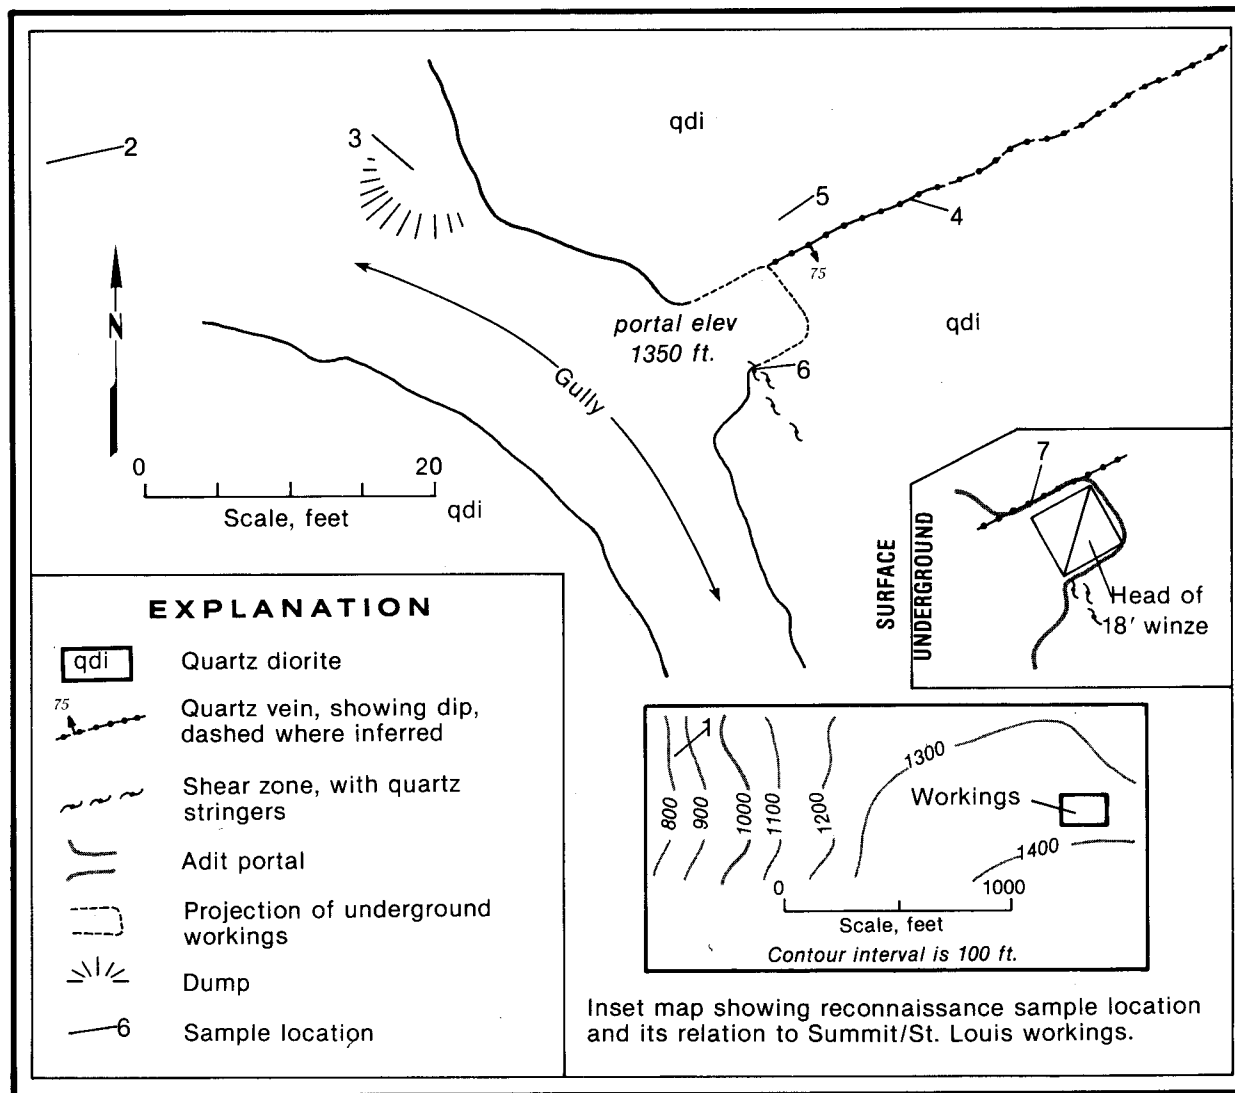 qdi
2
3
5
4
75
N
portal elev
1350 ft.
qdi
6
Gully
0 20
Scale, feet
qdi
7
SURFACE
UNDERGROUND
Head of
18' winze
EXPLANATION
qdi Quartz diorite
75 Quartz vein, showing dip,
dashed where inferred
Shear zone, with quartz
stringers
Adit portal
Projection of underground
workings
Dump
6 Sample location
1
800
900
1000
1100
1200
1300
Workings
1400
0 1000
Scale, feet
Contour interval is 100 ft.
Inset map showing reconnaissance sample location
and its relation to Summit/St. Louis workings.